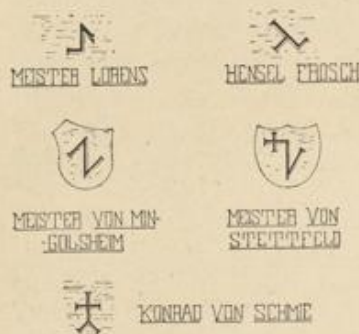 MEISTER LORENS
HENSEL FROSCH
MEISTER VON MIN-
-GOLSHEIM
MEISTER VON
STETTFELD
KONRAD VON SCHMIE